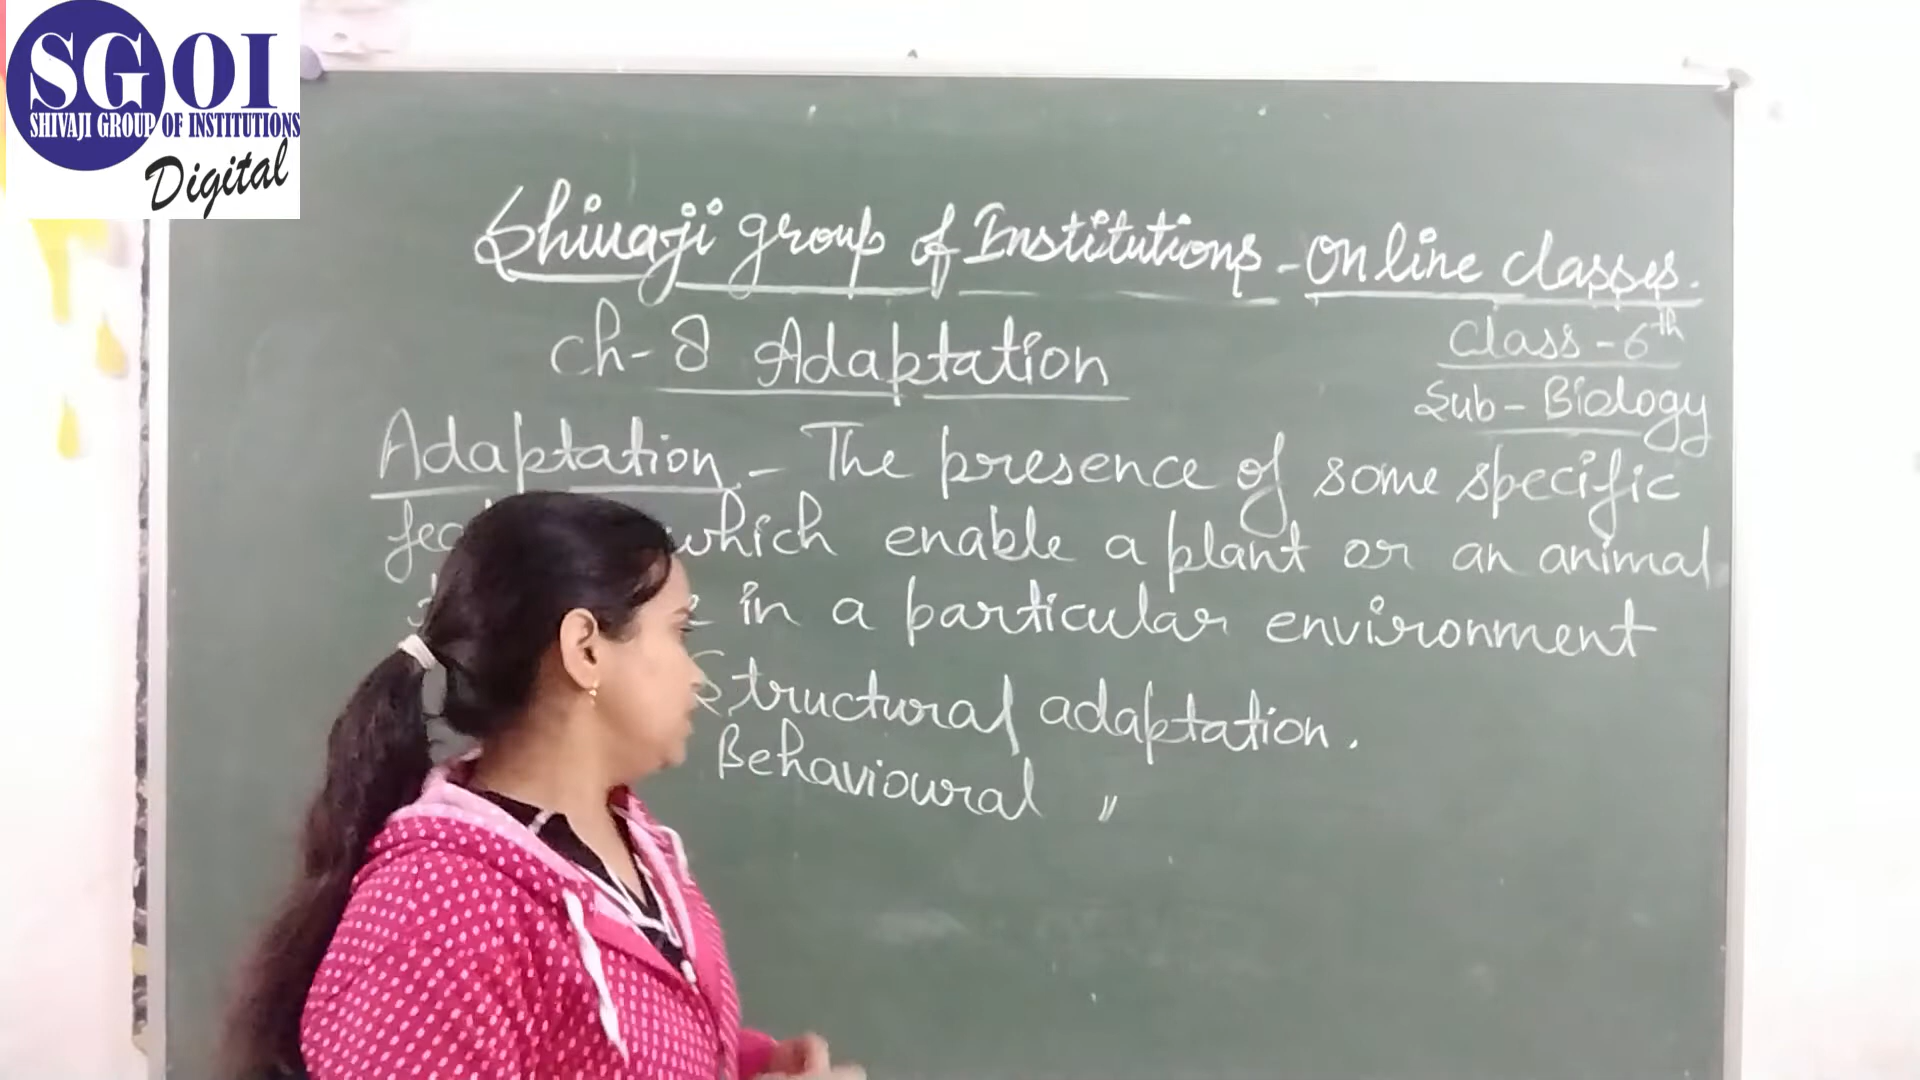 SGOI
SHIVAJI GROUP OF INSTITUTIONS
Digital
Shivaji group of Institutions - Online classes.
Ch-8 Adaptation
Class - 6th
Sub - Biology
Adaptation - The presence of some specific
which enable a plant or an animal
in a particular environment
Structural adaptation.
Behavioural "